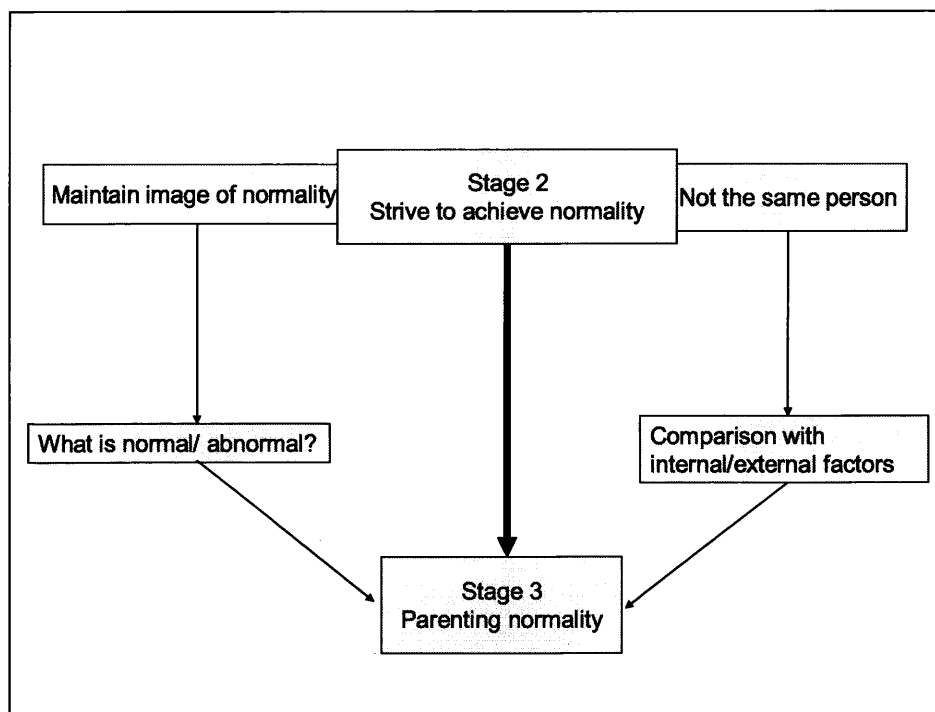 Maintain image of normality
Stage 2
Strive to achieve normality
Not the same person
What is normal/ abnormal?
Comparison with
internal/external factors
Stage 3
Parenting normality